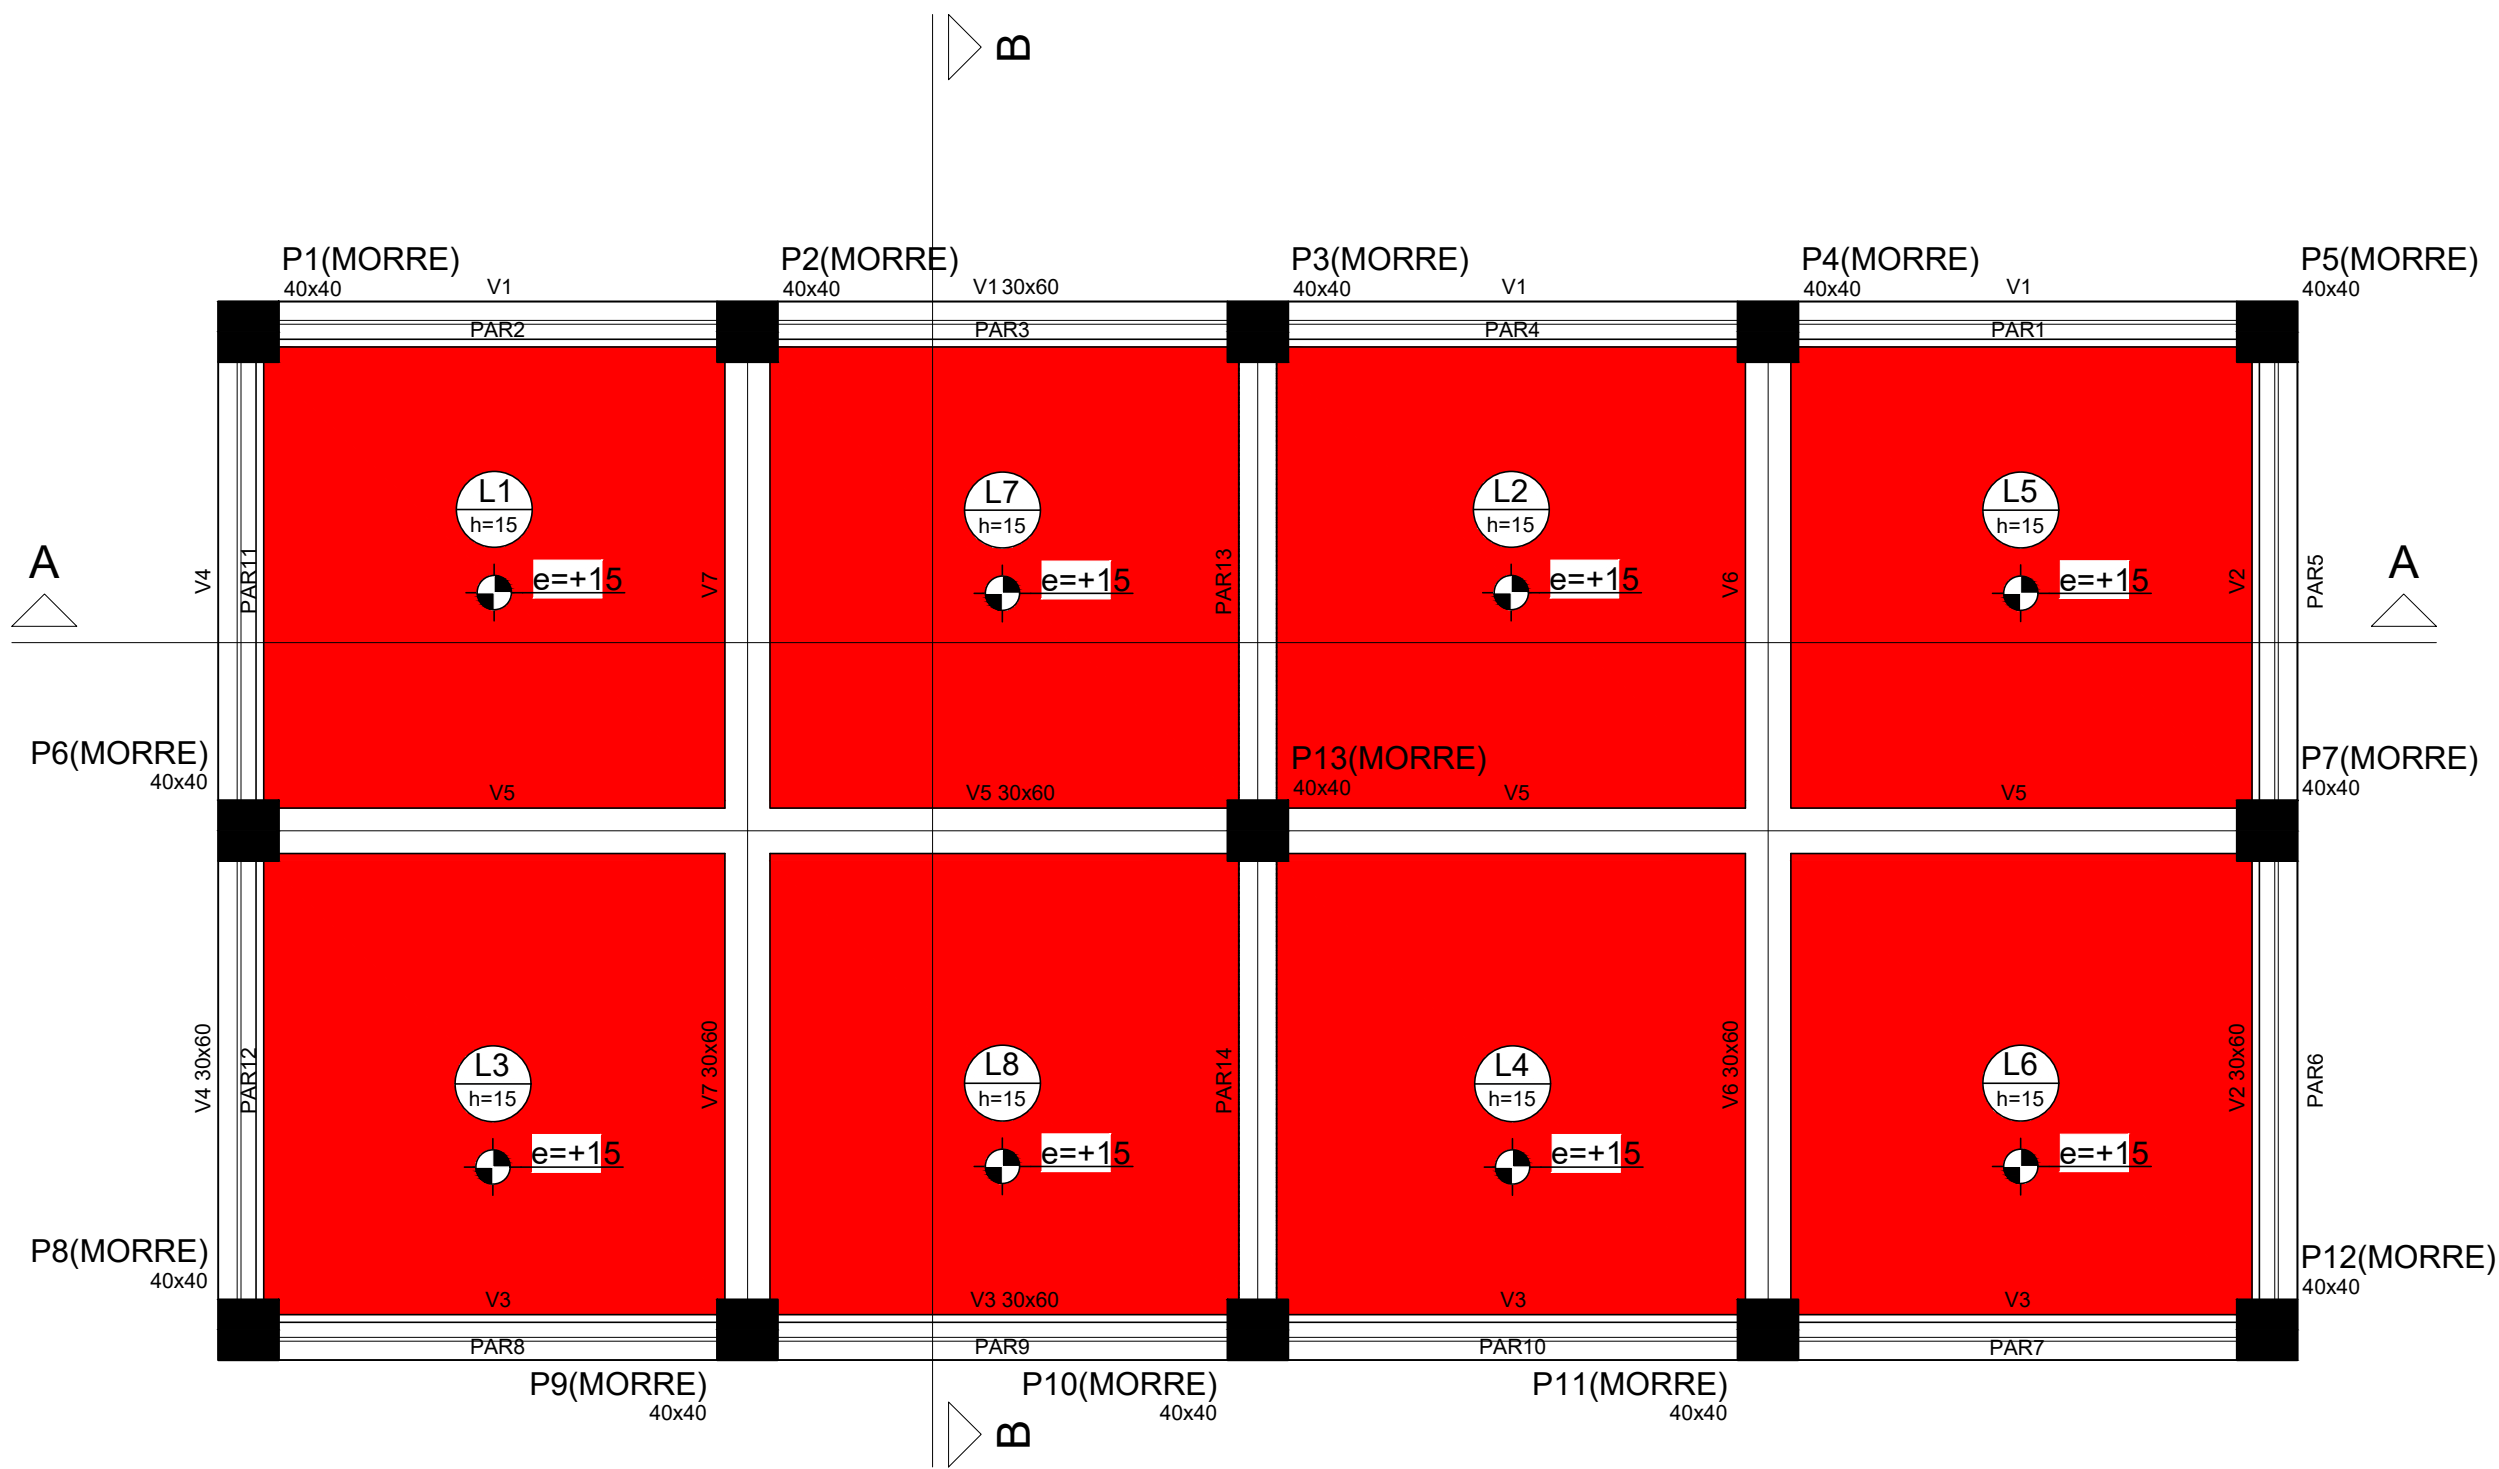 B
P1(MORRE)
40x40
V1
P2(MORRE)
40x40
V1 30x60
P3(MORRE)
40x40
V1
P4(MORRE)
40x40
V1
P5(MORRE)
40x40
PAR2
PAR3
PAR4
PAR1
L1
h=15
L7
h=15
L2
h=15
L5
h=15
A
V4
PAR11
e=+15
V7
e=+15
PAR13
e=+15
V6
e=+15
V2
PAR5
A
P6(MORRE)
40x40
V5
V5 30x60
P13(MORRE)
40x40
V5
V5
P7(MORRE)
40x40
V4 30x60
PAR12
L3
h=15
e=+15
V7 30x60
L8
h=15
e=+15
PAR14
L4
h=15
e=+15
V6 30x60
L6
h=15
e=+15
V2 30x60
PAR6
P8(MORRE)
40x40
V3
V3 30x60
V3
V3
P12(MORRE)
40x40
PAR8
PAR9
PAR10
PAR7
P9(MORRE)
40x40
P10(MORRE)
40x40
P11(MORRE)
40x40
B